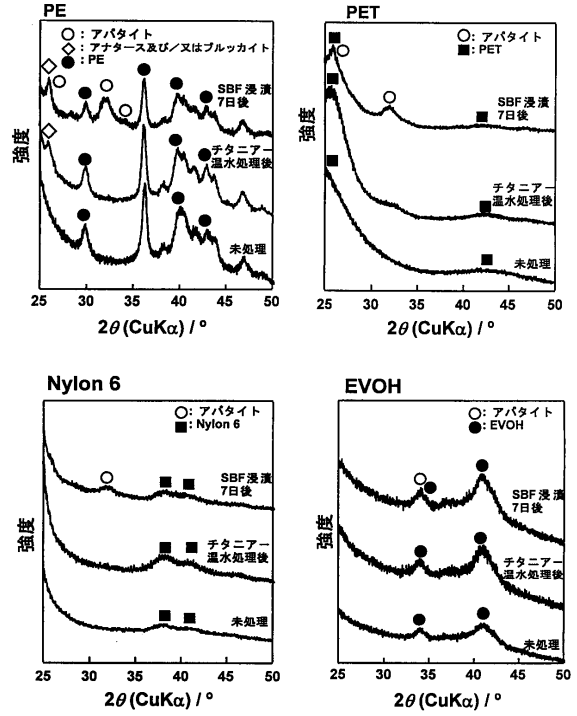 PE
○: アパタイト
◇: アナタース及び/又はブルッカイト
●: PE
SBF浸漬
7日後
チタニアー
温水処理後
未処理
強度
25 30 35 40 45 50
2θ (CuKα) / °
PET
○: アパタイト
■: PET
SBF浸漬
7日後
チタニアー
温水処理後
未処理
強度
25 30 35 40 45 50
2θ (CuKα) / °
Nylon 6
○: アパタイト
■: Nylon 6
SBF浸漬
7日後
チタニアー
温水処理後
未処理
強度
25 30 35 40 45 50
2θ (CuKα) / °
EVOH
○: アパタイト
●: EVOH
SBF浸漬
7日後
チタニアー
温水処理後
未処理
強度
25 30 35 40 45 50
2θ (CuKα) / °